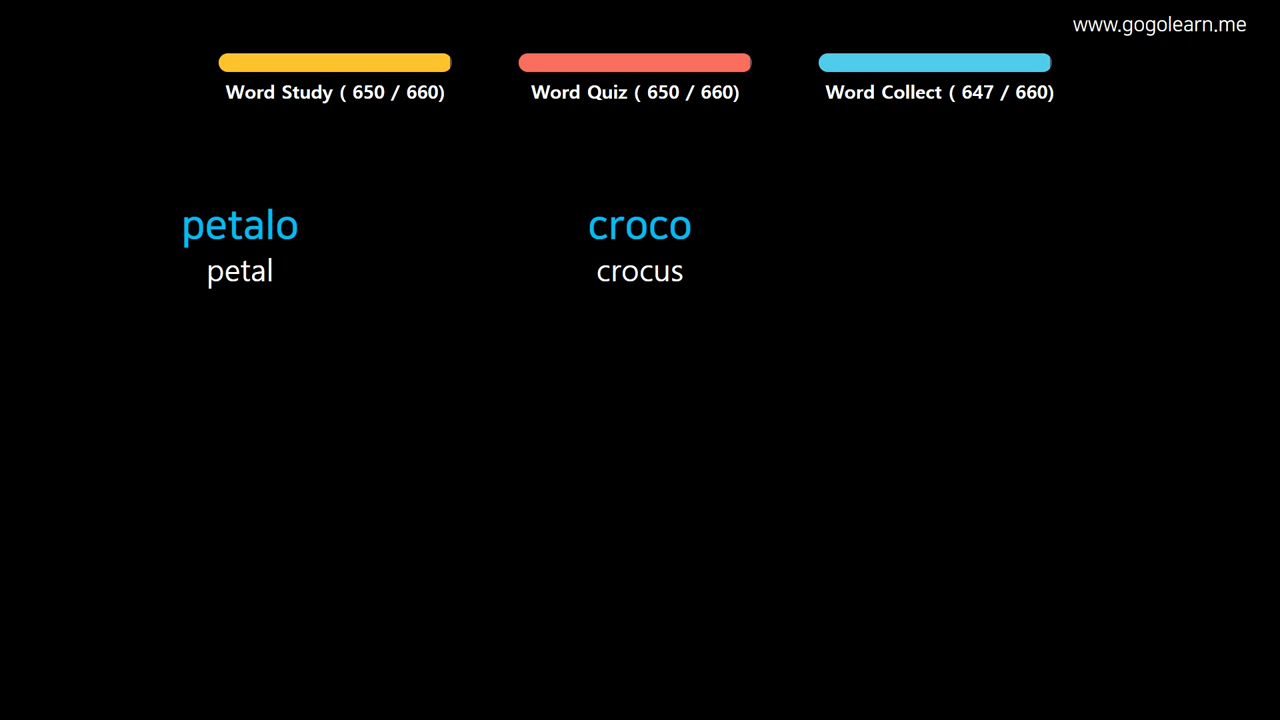 www.gogolearn.me
Word Study ( 650 / 660)
Word Quiz ( 650 / 660)
Word Collect ( 647 / 660)
petalo
petal
croco
crocus